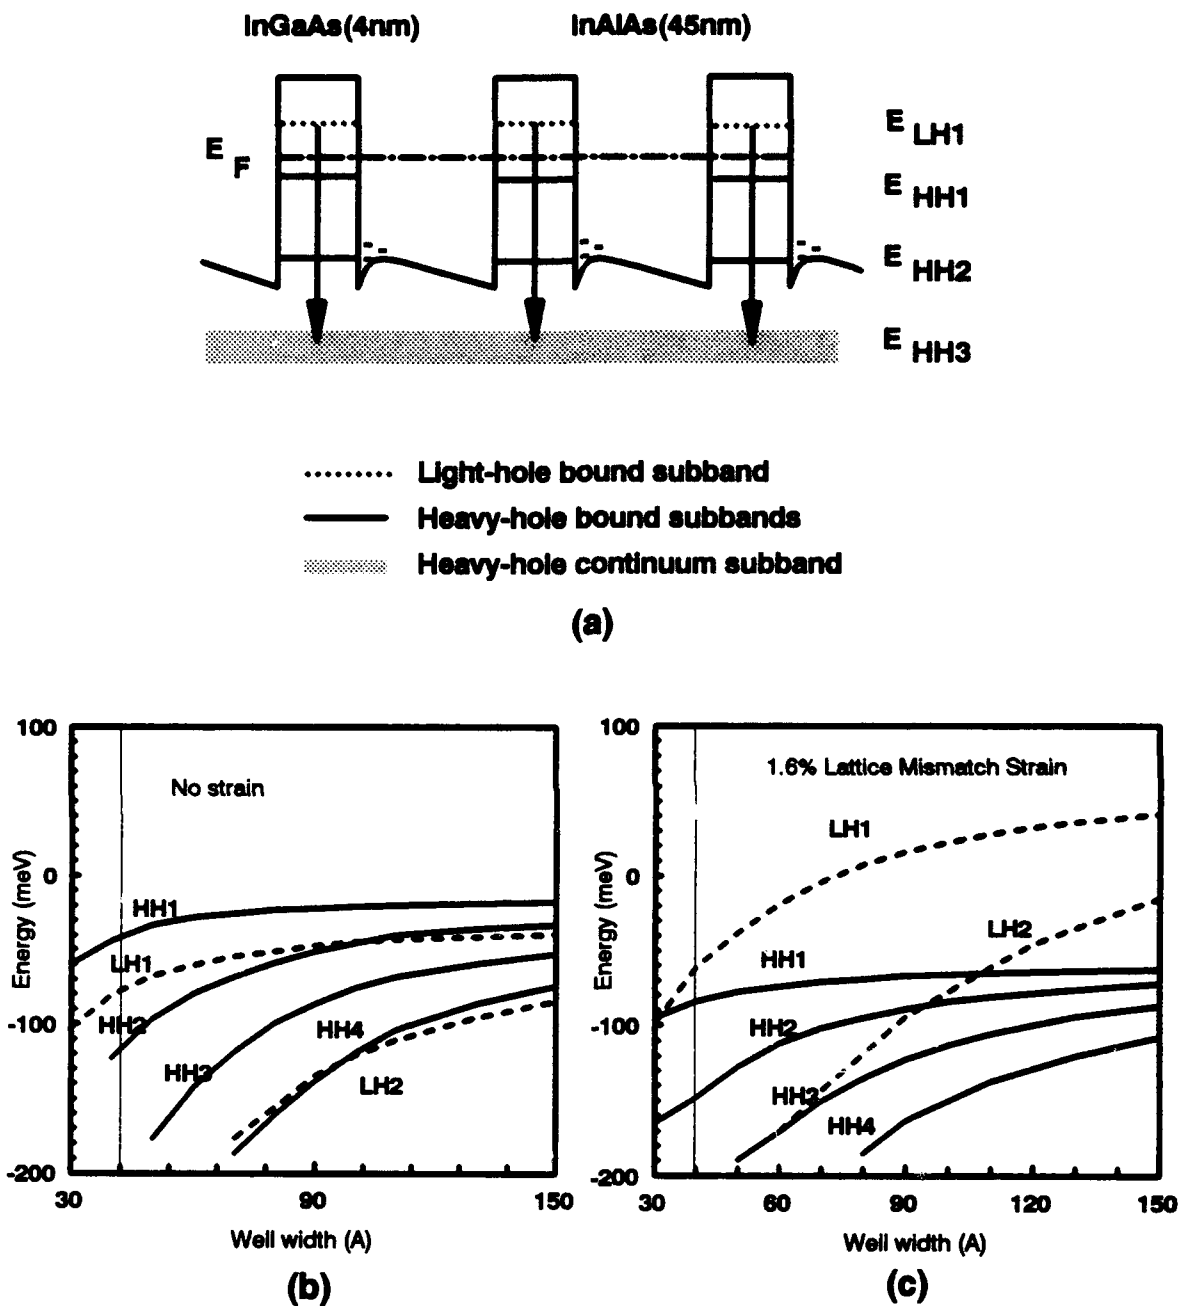 InGaAs(4nm) InAlAs(45nm)
E LH1
E F
E HH1
E HH2
E HH3
Light-hole bound subband
Heavy-hole bound subbands
Heavy-hole continuum subband
(a)
100
No strain
0
Energy (meV)
HH1
LH1
HH2
-100
HH4
HH3
LH2
-200
30 90 150
Well width (A)
(b)
100
1.6% Lattice Mismatch Strain
LH1
0
Energy (meV)
LH2
HH1
HH2
-100
HH3
HH4
-200
30 60 90 120 150
Well width (A)
(c)